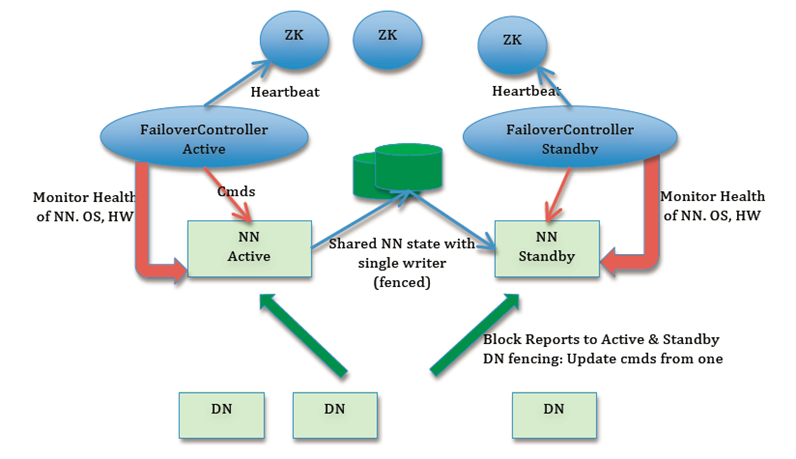 ZK
ZK
ZK
Heartbeat
Heartbeat
FailoverController
Active
FailoverController
Standby
Cmds
Monitor Health
of NN. OS, HW
Monitor Health
of NN. OS, HW
NN
Active
Shared NN state with
single writer
(fenced)
NN
Standby
Block Reports to Active & Standby
DN fencing: Update cmds from one
DN
DN
DN